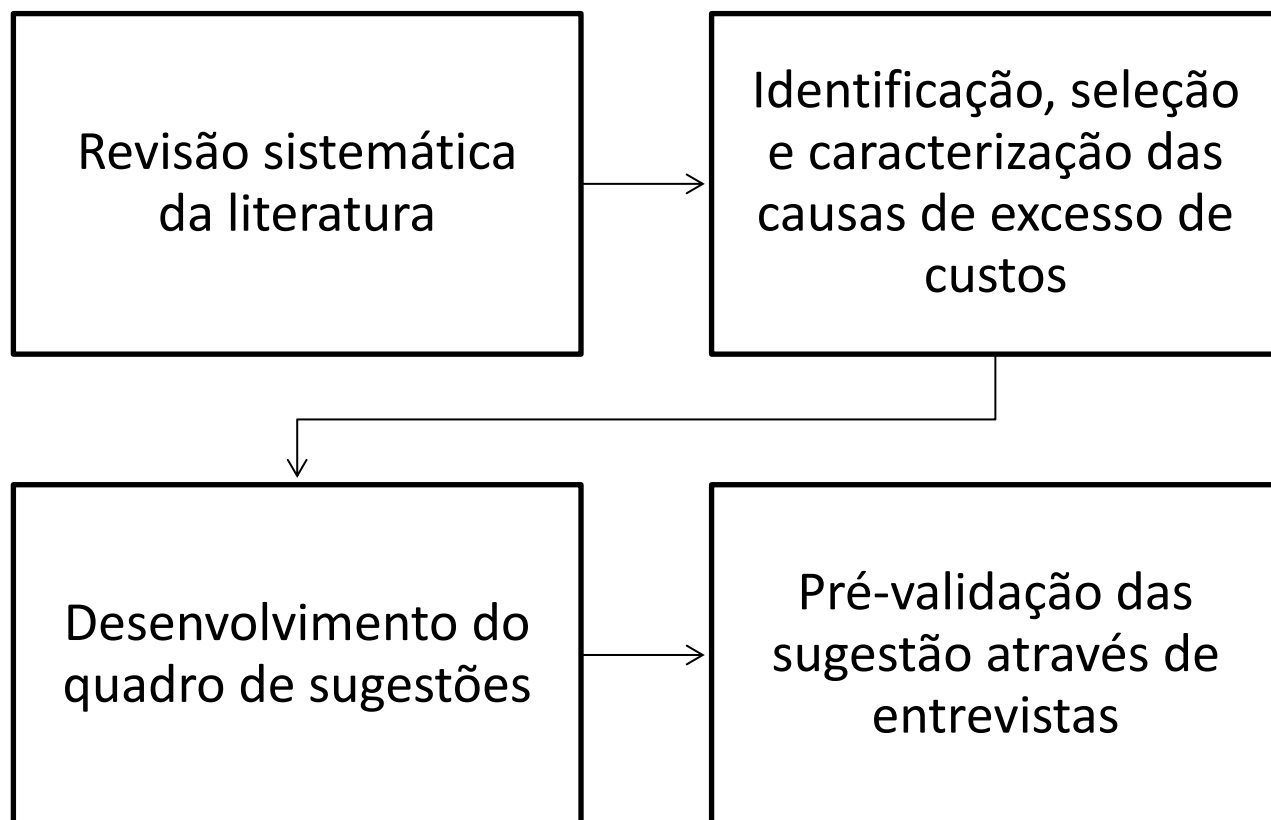 Revisão sistemática
da literatura
Identificação, seleção
e caracterização das
causas de excesso de
custos
Desenvolvimento do
quadro de sugestões
Pré-validação das
sugestão através de
entrevistas